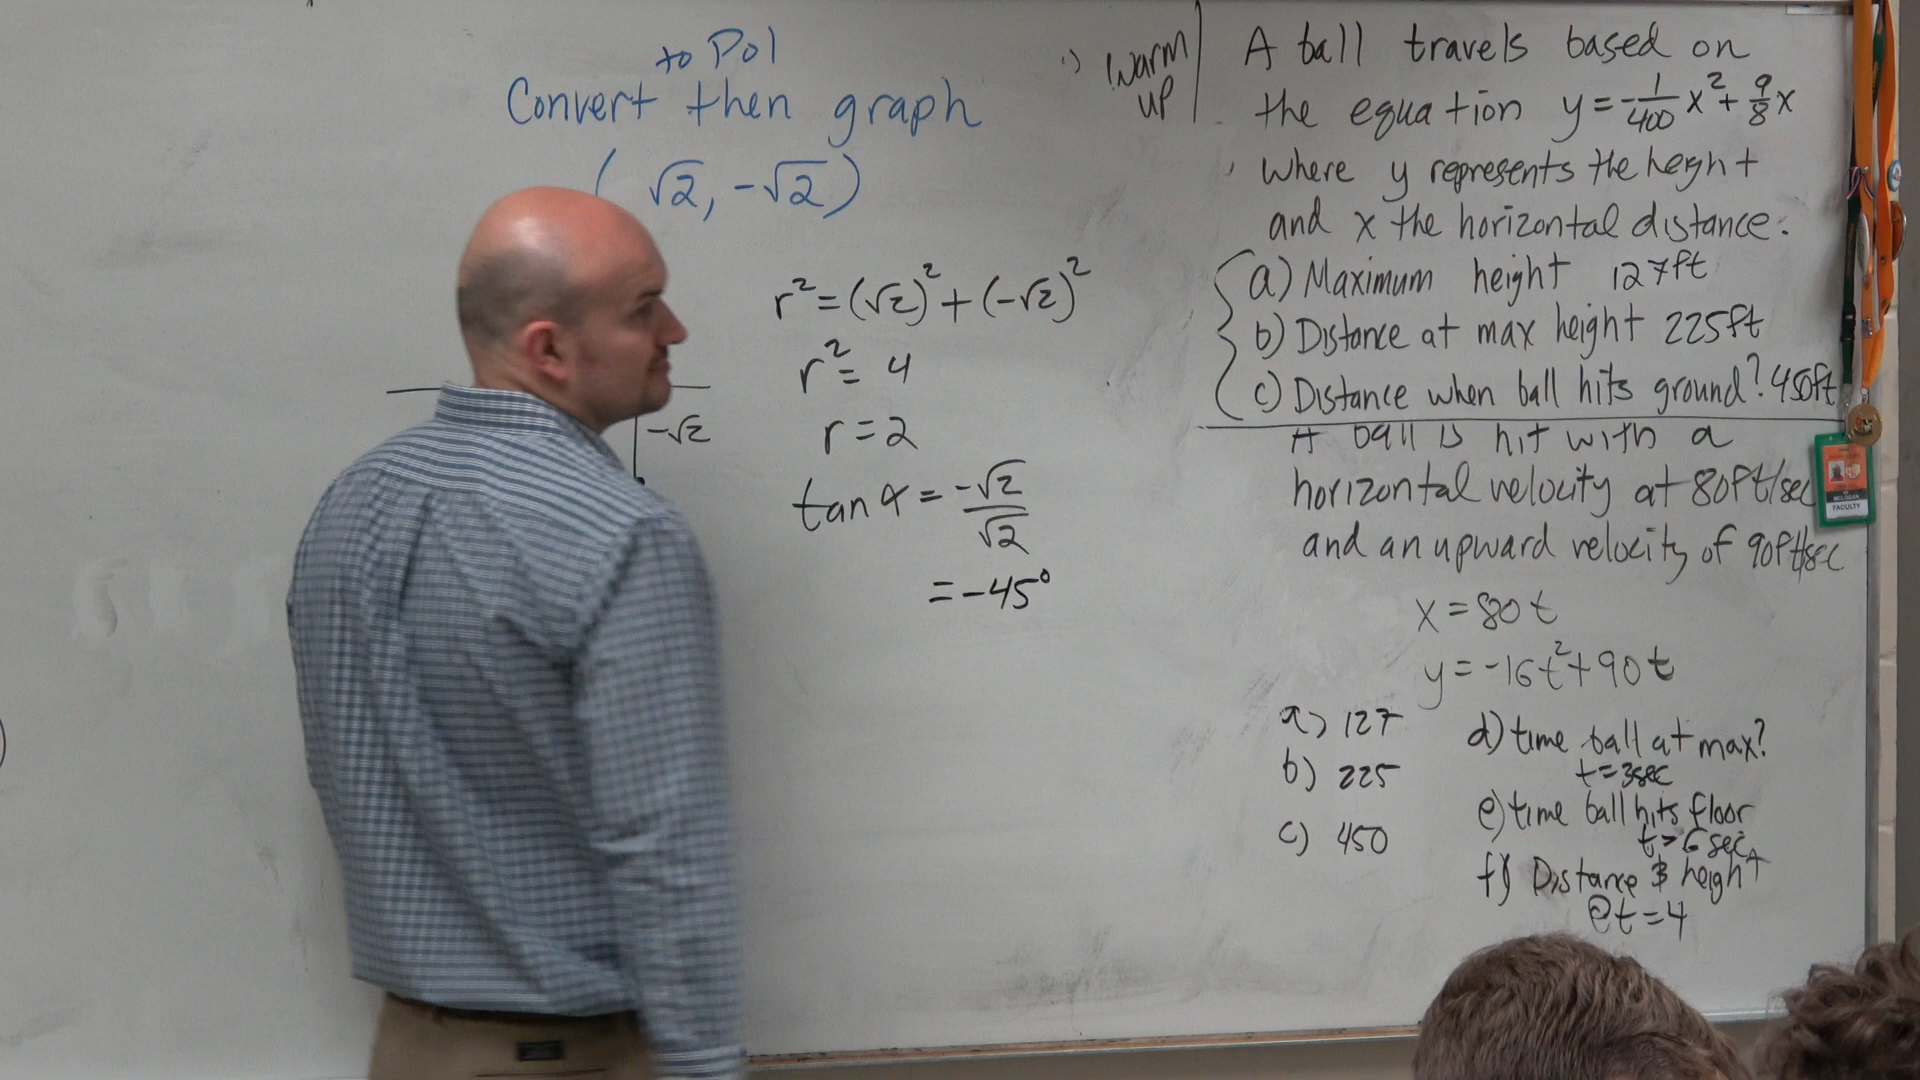 to Pol
Convert then graph
(√2, -√2)
-√2
r² = (√2)² + (-√2)²
r² = 4
r = 2
tan α = -√2/√2
= -45°
1) Warm up
A ball travels based on
the equation y = -1/400 x² + 9/8 x
where y represents the height
and x the horizontal distance.
a) Maximum height 127ft
b) Distance at max height 225ft
c) Distance when ball hits ground? 450ft
A ball is hit with a
horizontal velocity at 80ft/sec
and an upward velocity of 90ft/sec
x = 80t
y = -16t² + 90t
a) 127
b) 225
c) 450
d) time ball at max?
t = 3sec
e) time ball hits floor
t > 6 sec
f) Distance & height
@ t = 4
MCLOGAN
FACULTY